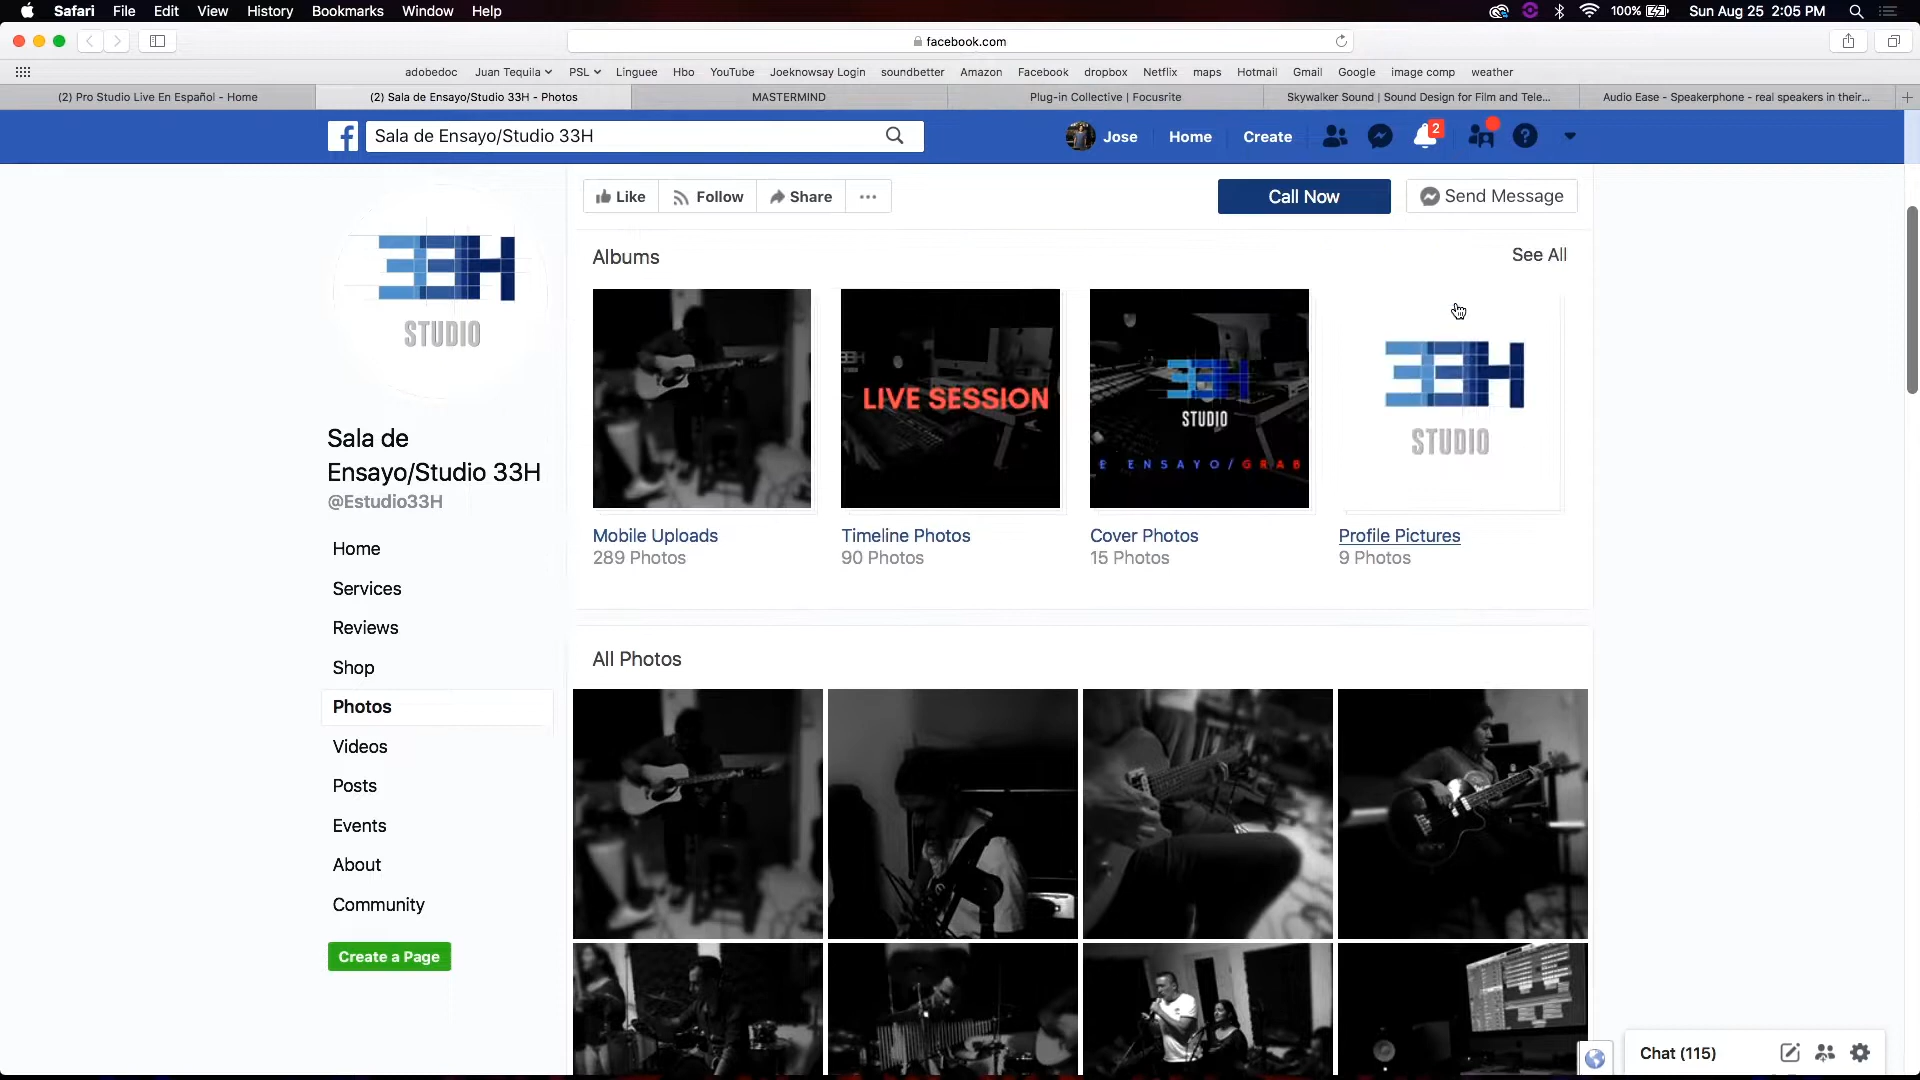 Safari File Edit View History Bookmarks Window Help 100% Sun Aug 25 2:05 PM
facebook.com
adobedoc Juan Tequila PSL Linguee Hbo YouTube Joeknowsay Login soundbetter Amazon Facebook dropbox Netflix maps Hotmail Gmail Google image comp weather
(2) Pro Studio Live En Español - Home (2) Sala de Ensayo/Studio 33H - Photos MASTERMIND Plug-in Collective | Focusrite Skywalker Sound | Sound Design for Film and Tele... Audio Ease - Speakerphone - real speakers in their...
Sala de Ensayo/Studio 33H Jose Home Create 2
Like Follow Share Call Now Send Message
Albums See All
33H
STUDIO
LIVE SESSION
33H
STUDIO
E ENSAYO/GRAB
33H
STUDIO
Mobile Uploads Timeline Photos Cover Photos Profile Pictures
289 Photos 90 Photos 15 Photos 9 Photos
Sala de
Ensayo/Studio 33H
@Estudio33H
Home
Services
Reviews
Shop
Photos
Videos
Posts
Events
About
Community
Create a Page
All Photos
Chat (115)